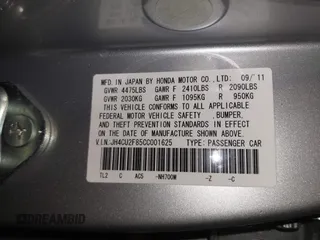 MFD. IN JAPAN BY HONDA MOTOR CO.,LTD: 09/'11
GVWR 4475LBS GAWR F 2410LBS R 2090LBS
GVWR 2030KG GAWR F 1095KG R 950KG
THIS VEHICLE CONFORMS TO ALL APPLICABLE
FEDERAL MOTOR VEHICLE SAFETY ,BUMPER,
AND THEFT PREVENTION STANDARDS IN EFFECT
ON THE DATE OF MANUFACTURE SHOWN ABOVE.
V.I.N.:JH4CU2F85CC001625 TYPE: PASSENGER CAR
TL2 C AC5 -NH700M -Z -C
DREAMBID